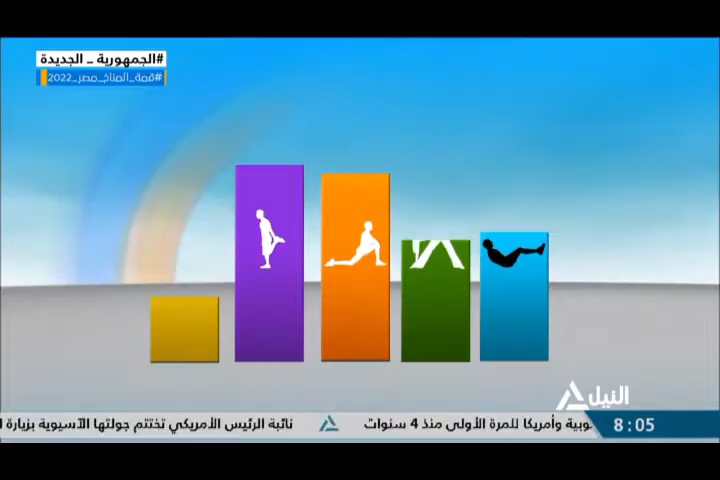 #الجمهورية _ الجديدة
#قمة_المناخ_مصر_2022
النيل
8:05
وبية وأمريكا للمرة الأولى منذ 4 سنوات
نائبة الرئيس الأمريكي تختتم جولتها الآسيوية بزيارة